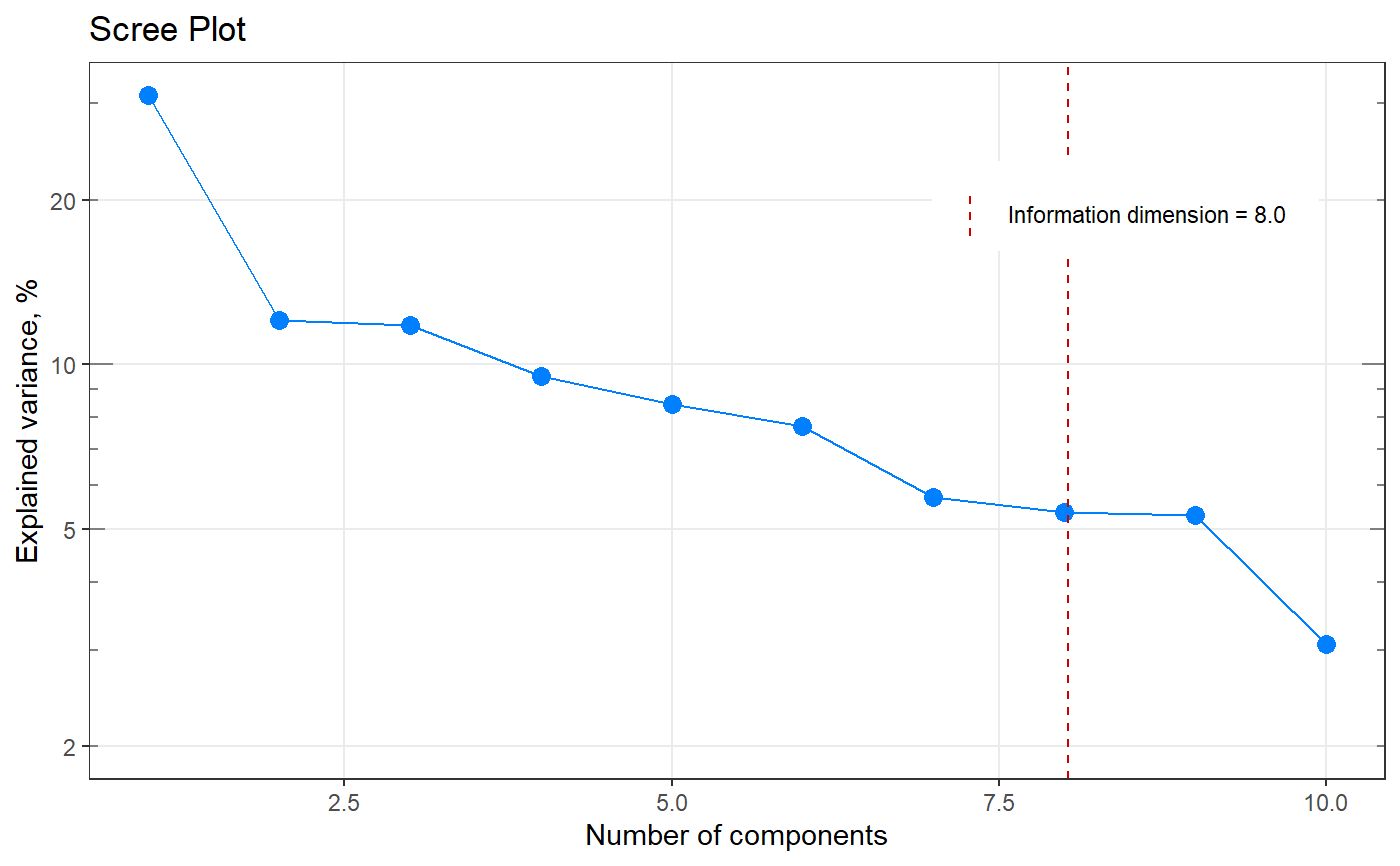 Scree Plot
Explained variance, %
20
10
5
2
Information dimension = 8.0
2.5
5.0
7.5
10.0
Number of components